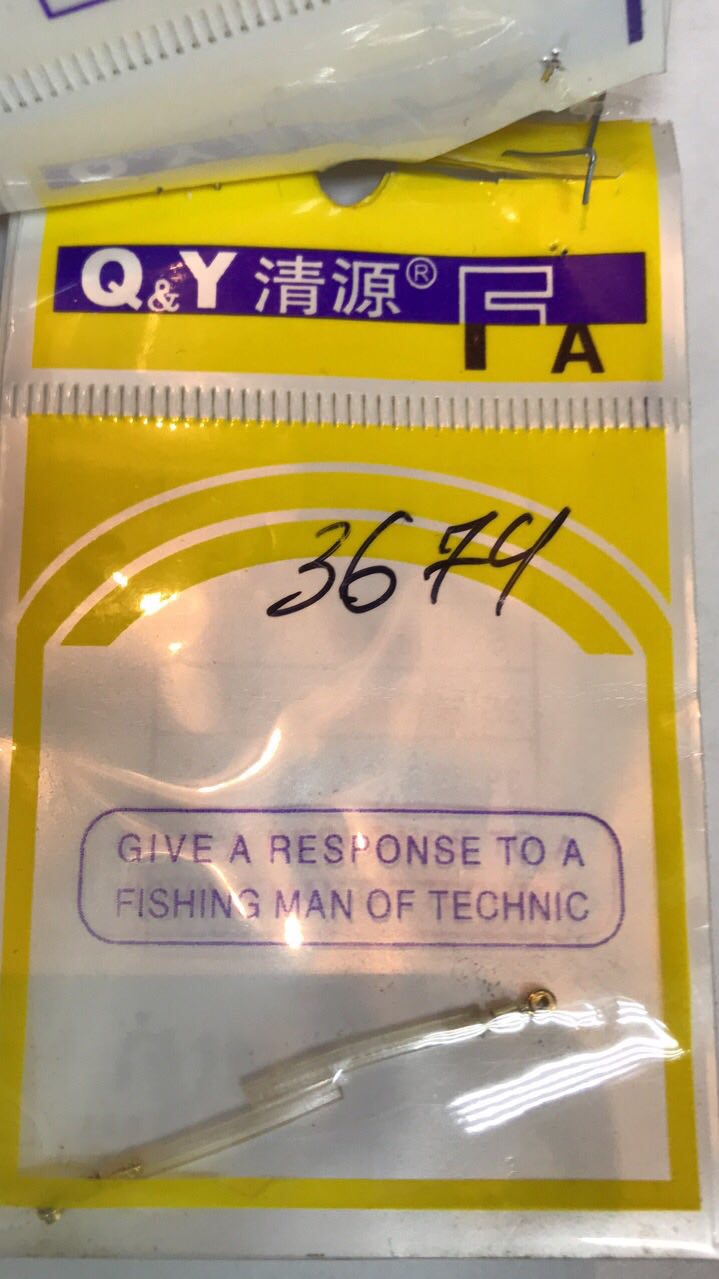 Q&Y 清源® FA
3674
GIVE A RESPONSE TO A
FISHING MAN OF TECHNIC